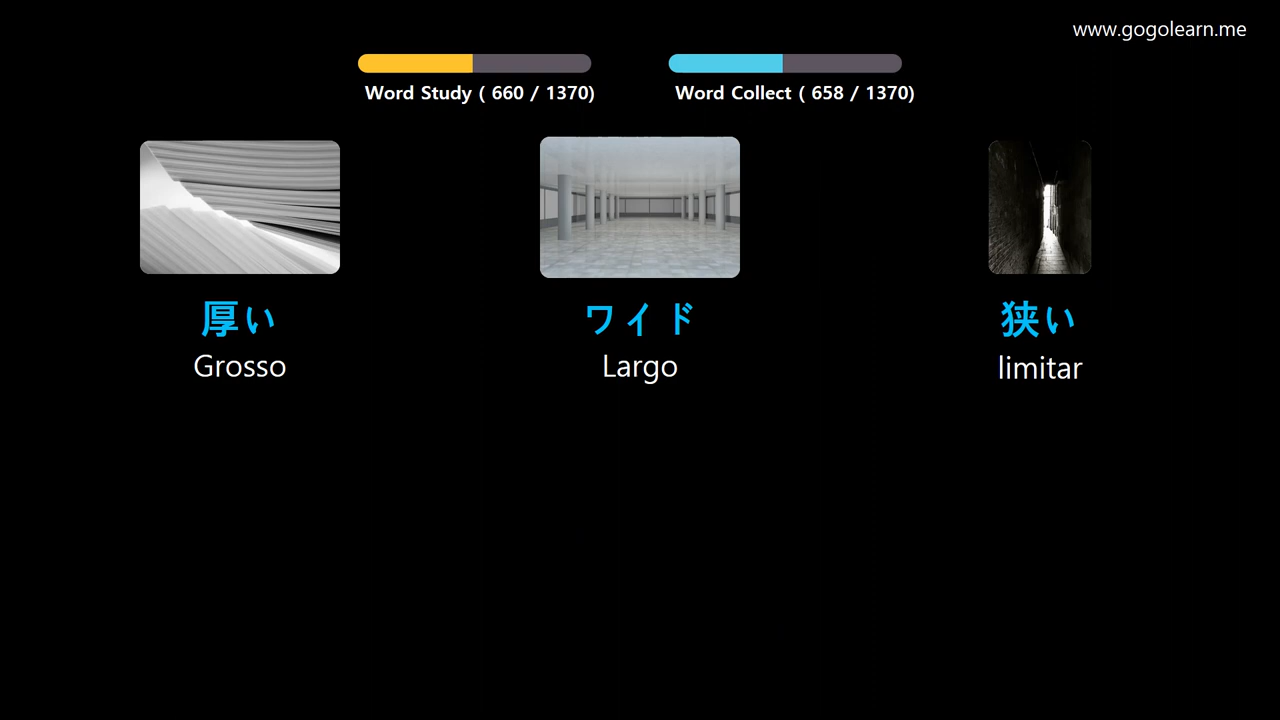 www.gogolearn.me
Word Study ( 660 / 1370)
Word Collect ( 658 / 1370)
厚い
Grosso
ワイド
Largo
狭い
limitar